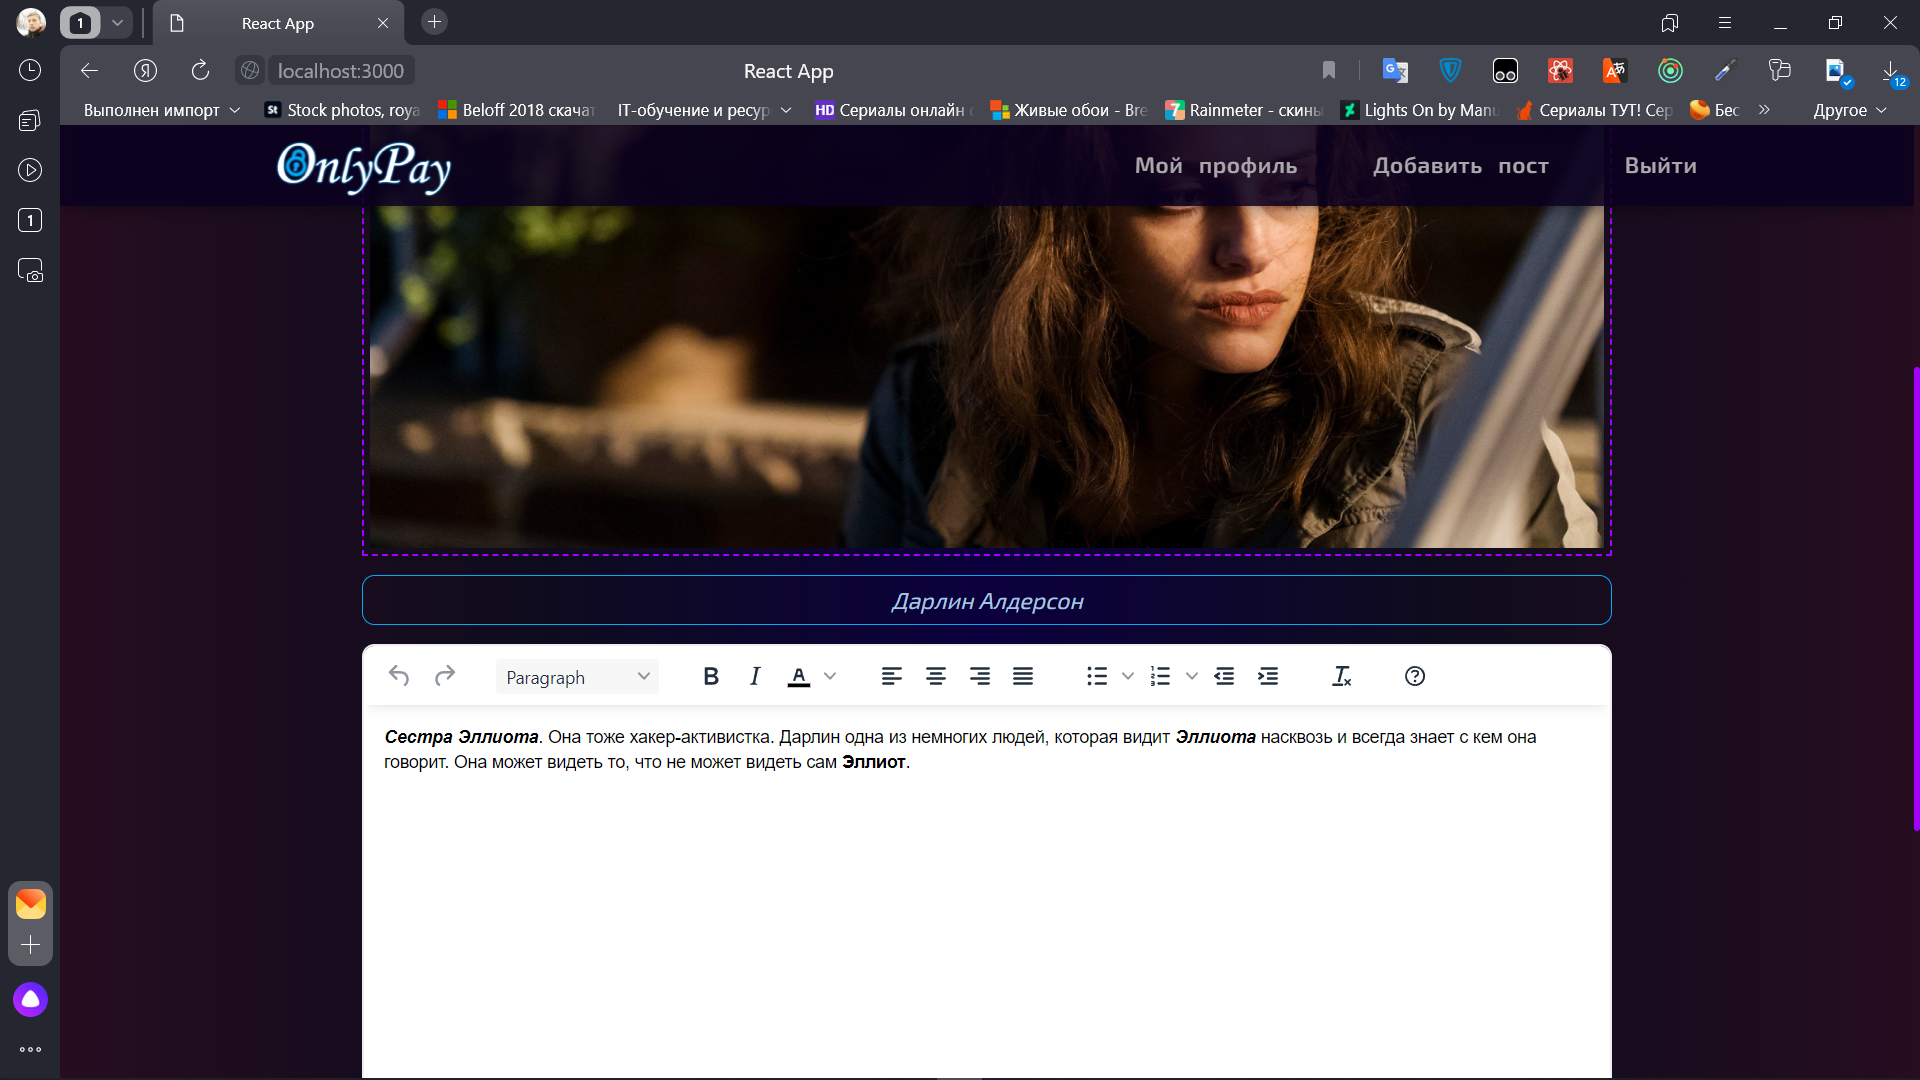 1
React App
localhost:3000
React App
12
Выполнен импорт
St Stock photos, roya
Beloff 2018 скачат
IT-обучение и ресур
HD Сериалы онлайн
Живые обои - Bre
7 Rainmeter - скины
Lights On by Manu
Сериалы ТУТ! Сер
Бес
Другое
1
OnlyPay
Мой профиль
Добавить пост
Выйти
Дарлин Алдерсон
Paragraph
Сестра Эллиота. Она тоже хакер-активистка. Дарлин одна из немногих людей, которая видит Эллиота насквозь и всегда знает с кем она
говорит. Она может видеть то, что не может видеть сам Эллиот.